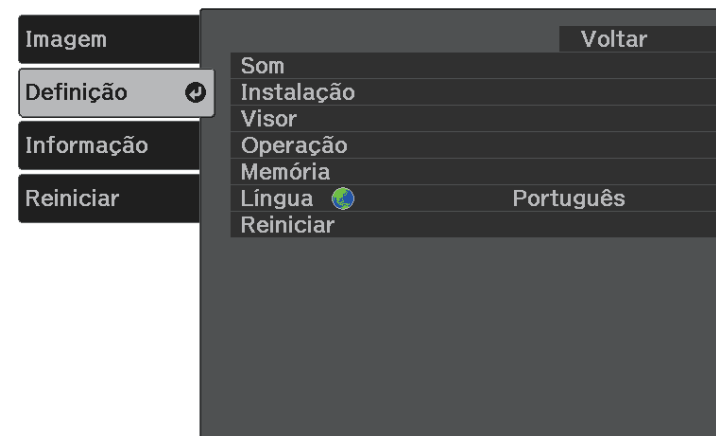 Imagem
Definição
Informação
Reiniciar
Voltar
Som
Instalação
Visor
Operação
Memória
Língua Português
Reiniciar